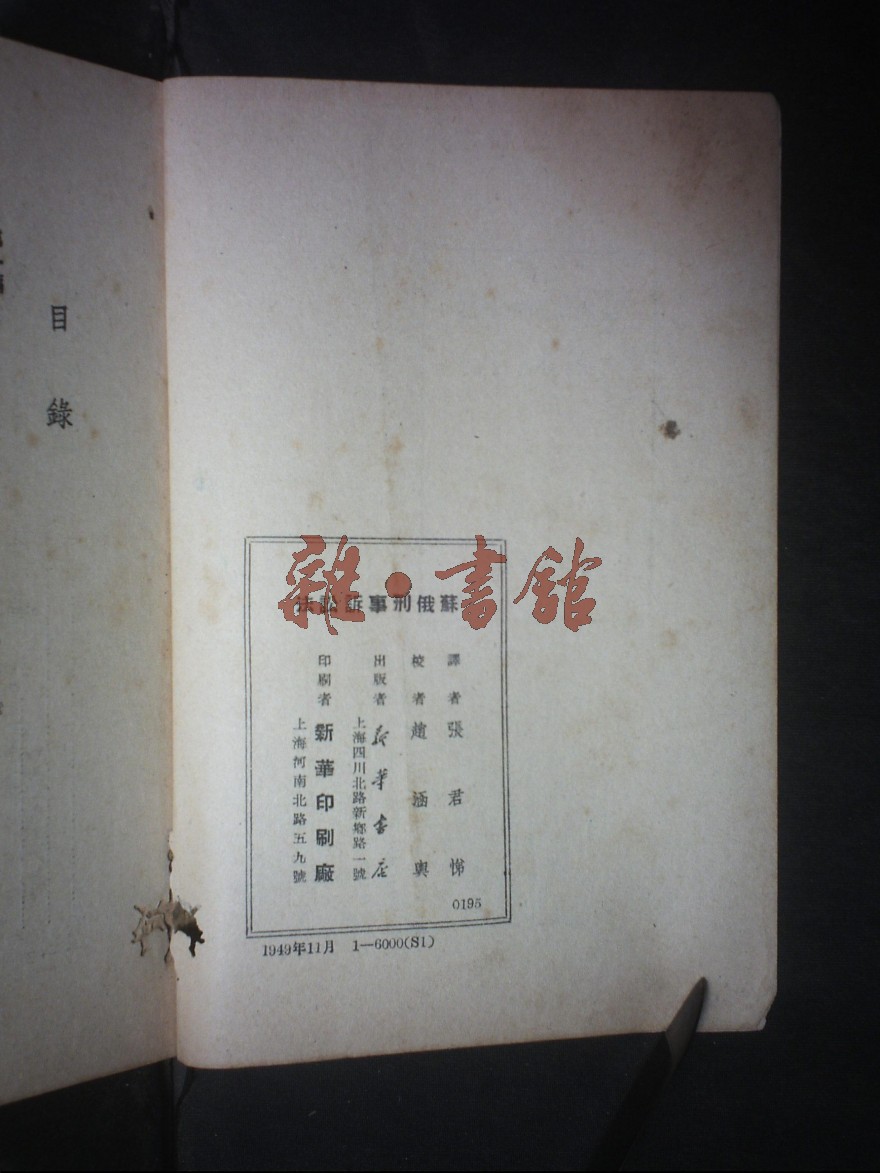 蘇俄刑事訴訟法
譯者 張君悌
校者 趙涵輿
出版者 新華書店
上海四川北路新鄉路一號
印刷者 新華印刷廠
上海河南北路五九號
0195
1949年11月 1—6000(S1)
目錄
雜·書館